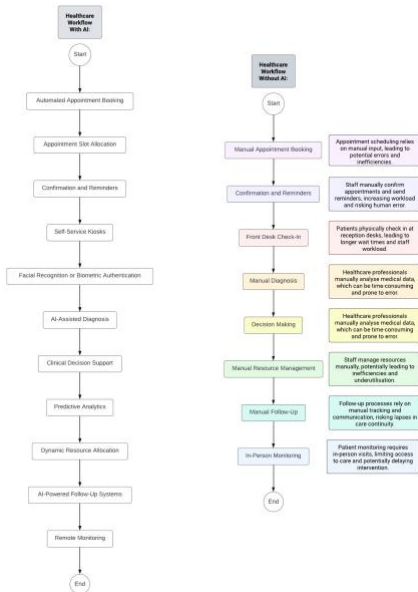 Healthcare
Workflow
With AI:
Start
Automated Appointment Booking
Appointment Slot Allocation
Confirmation and Reminders
Self-Service Kiosks
Facial Recognition or Biometric Authentication
AI-Assisted Diagnosis
Clinical Decision Support
Predictive Analytics
Dynamic Resource Allocation
AI-Powered Follow-Up Systems
Remote Monitoring
End
Healthcare
Workflow
Without AI:
Start
Manual Appointment Booking
Appointment scheduling relies
on manual input, leading to
potential errors and
inefficiencies.
Confirmation and Reminders
Staff manually confirm
appointments and send
reminders, increasing workload
and risking human error.
Front Desk Check-In
Patients physically check in at
reception desks, leading to
longer wait times and staff
workload.
Manual Diagnosis
Healthcare professionals
manually analyse medical data,
which can be time-consuming
and prone to error.
Decision Making
Healthcare professionals
manually analyse medical data,
which can be time-consuming
and prone to error.
Manual Resource Management
Staff manage resources
manually, potentially leading to
inefficiencies and
underutilisation.
Manual Follow-Up
Follow-up processes rely on
manual tracking and
communication, risking lapses in
care continuity.
In-Person Monitoring
Patient monitoring requires
in-person visits, limiting access
to care and potentially delaying
intervention.
End